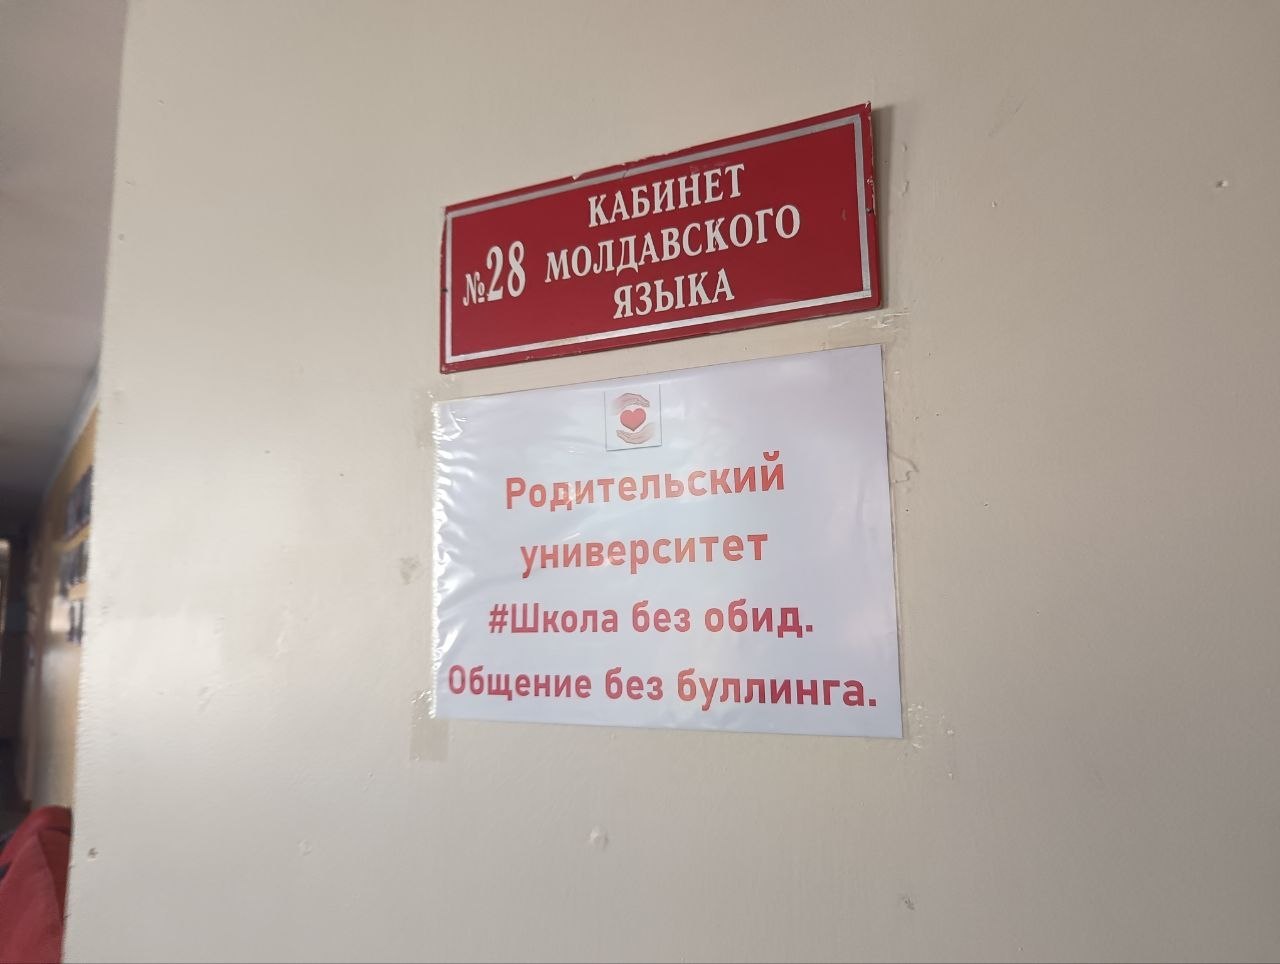 №28
КАБИНЕТ
МОЛДАВСКОГО
ЯЗЫКА
Родительский
университет
#Школа без обид.
Общение без буллинга.